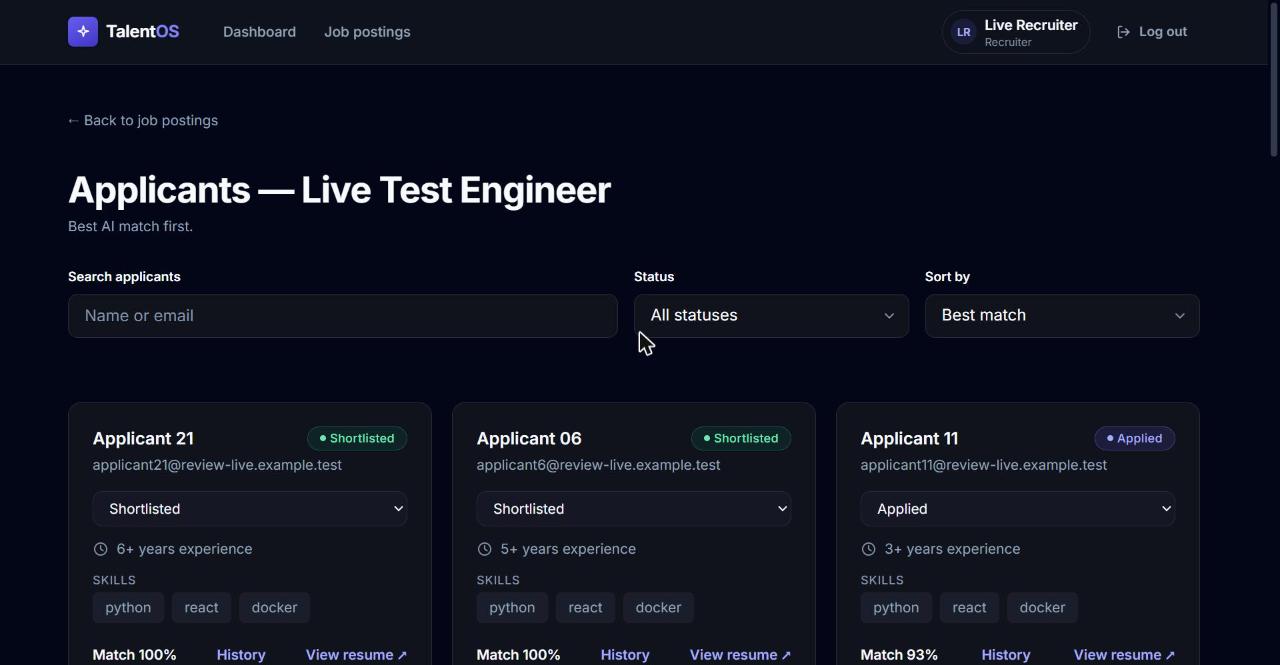 TalentOS
Dashboard
Job postings
LR
Live Recruiter
Recruiter
Log out
← Back to job postings
Applicants — Live Test Engineer
Best AI match first.
Search applicants
Status
Sort by
Name or email
All statuses
Best match
Applicant 21
Shortlisted
applicant21@review-live.example.test
Shortlisted
6+ years experience
SKILLS
python react docker
Match 100% History View resume ↗
Applicant 06
Shortlisted
applicant6@review-live.example.test
Shortlisted
5+ years experience
SKILLS
python react docker
Match 100% History View resume ↗
Applicant 11
Applied
applicant11@review-live.example.test
Applied
3+ years experience
SKILLS
python react docker
Match 93% History View resume ↗